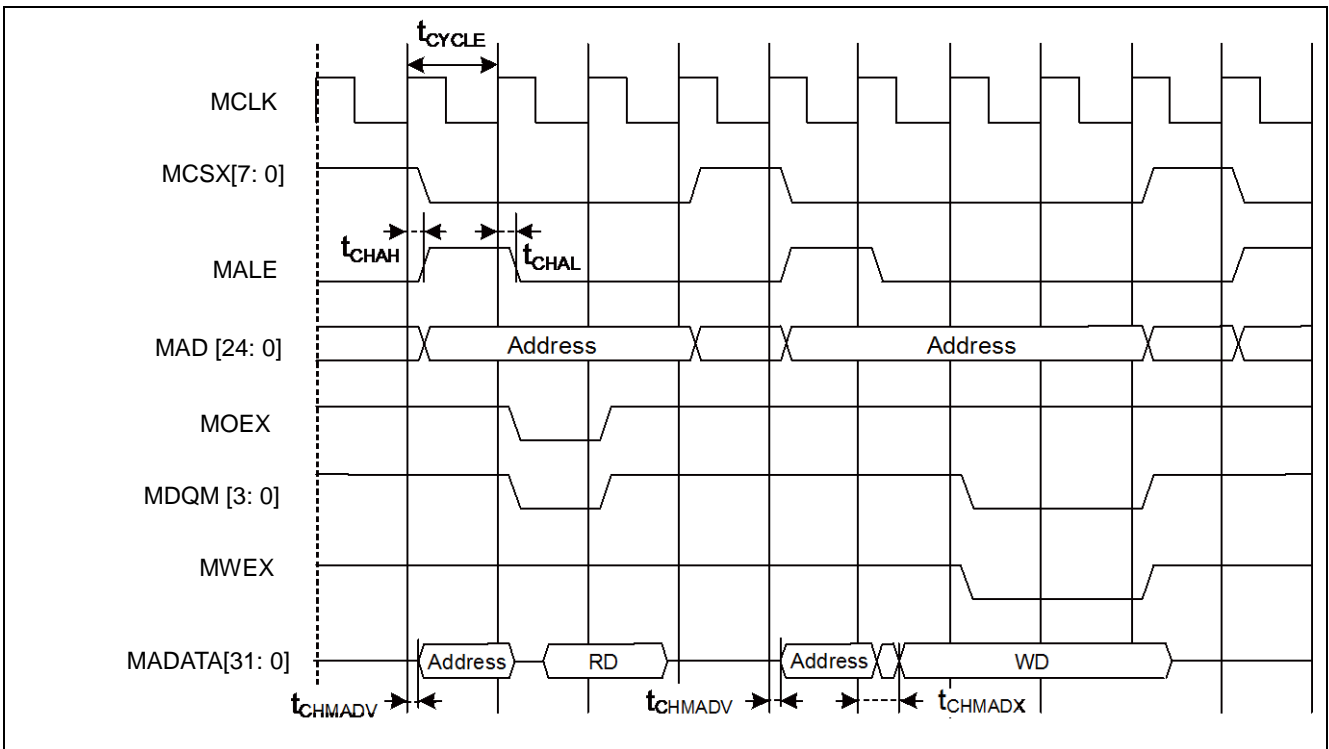 tCYCLE
MCLK
MCSX[7: 0]
tCHAH
tCHAL
MALE
MAD [24: 0]
Address
Address
MOEX
MDQM [3: 0]
MWEX
MADATA[31: 0]
Address
RD
Address
WD
tCHMADV
tCHMADV
tCHMADX